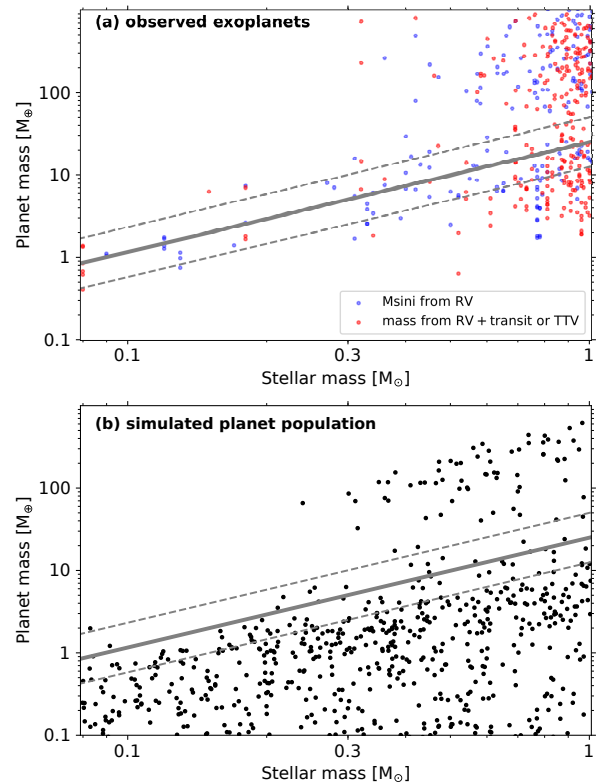 (a) observed exoplanets
100
10
1
0.1
Planet mass [M⊕]
Msini from RV
mass from RV + transit or TTV
0.1 0.3 1
Stellar mass [M⊙]
(b) simulated planet population
100
10
1
0.1
Planet mass [M⊕]
0.1 0.3 1
Stellar mass [M⊙]